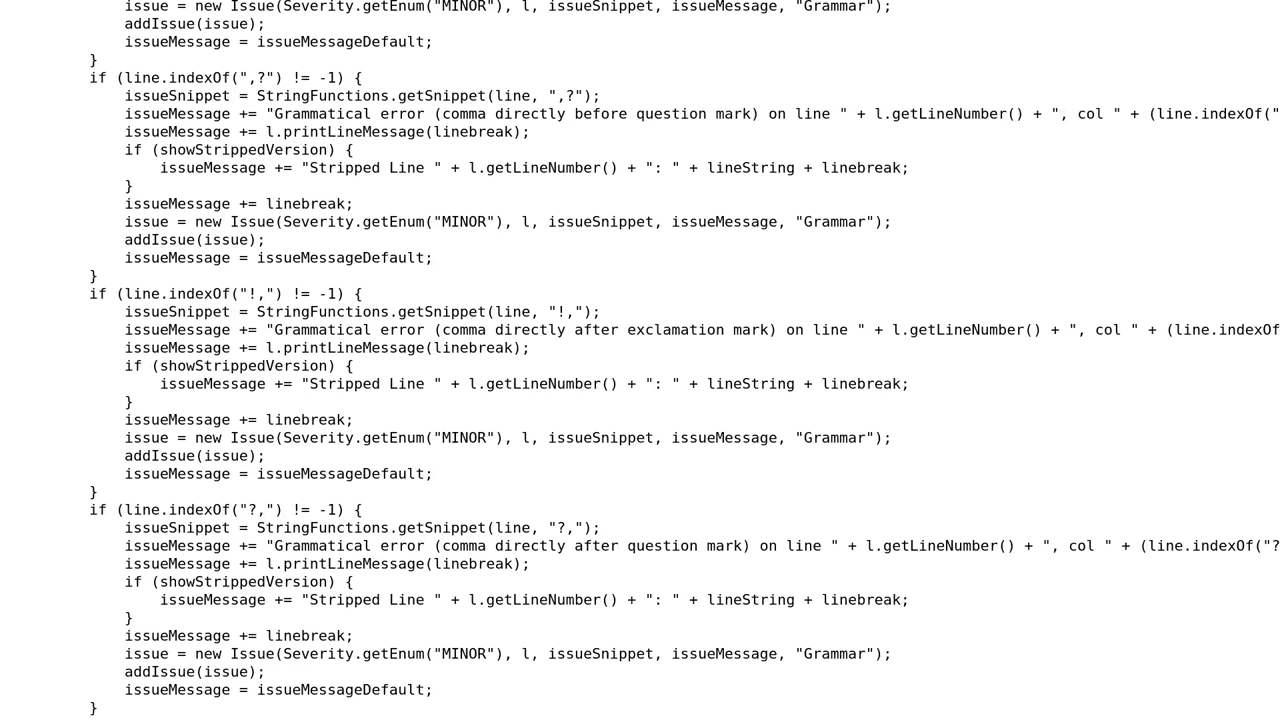 issue = new Issue(Severity.getEnum("MINOR"), l, issueSnippet, issueMessage, "Grammar");
            addIssue(issue);
            issueMessage = issueMessageDefault;
        }
        if (line.indexOf(",?") != -1) {
            issueSnippet = StringFunctions.getSnippet(line, ",?");
            issueMessage += "Grammatical error (comma directly before question mark) on line " + l.getLineNumber() + ", col " + (line.indexOf("
            issueMessage += l.printLineMessage(linebreak);
            if (showStrippedVersion) {
                issueMessage += "Stripped Line " + l.getLineNumber() + ": " + lineString + linebreak;
            }
            issueMessage += linebreak;
            issue = new Issue(Severity.getEnum("MINOR"), l, issueSnippet, issueMessage, "Grammar");
            addIssue(issue);
            issueMessage = issueMessageDefault;
        }
        if (line.indexOf("!,") != -1) {
            issueSnippet = StringFunctions.getSnippet(line, "!,");
            issueMessage += "Grammatical error (comma directly after exclamation mark) on line " + l.getLineNumber() + ", col " + (line.indexOf
            issueMessage += l.printLineMessage(linebreak);
            if (showStrippedVersion) {
                issueMessage += "Stripped Line " + l.getLineNumber() + ": " + lineString + linebreak;
            }
            issueMessage += linebreak;
            issue = new Issue(Severity.getEnum("MINOR"), l, issueSnippet, issueMessage, "Grammar");
            addIssue(issue);
            issueMessage = issueMessageDefault;
        }
        if (line.indexOf("?,") != -1) {
            issueSnippet = StringFunctions.getSnippet(line, "?,");
            issueMessage += "Grammatical error (comma directly after question mark) on line " + l.getLineNumber() + ", col " + (line.indexOf("?
            issueMessage += l.printLineMessage(linebreak);
            if (showStrippedVersion) {
                issueMessage += "Stripped Line " + l.getLineNumber() + ": " + lineString + linebreak;
            }
            issueMessage += linebreak;
            issue = new Issue(Severity.getEnum("MINOR"), l, issueSnippet, issueMessage, "Grammar");
            addIssue(issue);
            issueMessage = issueMessageDefault;
        }